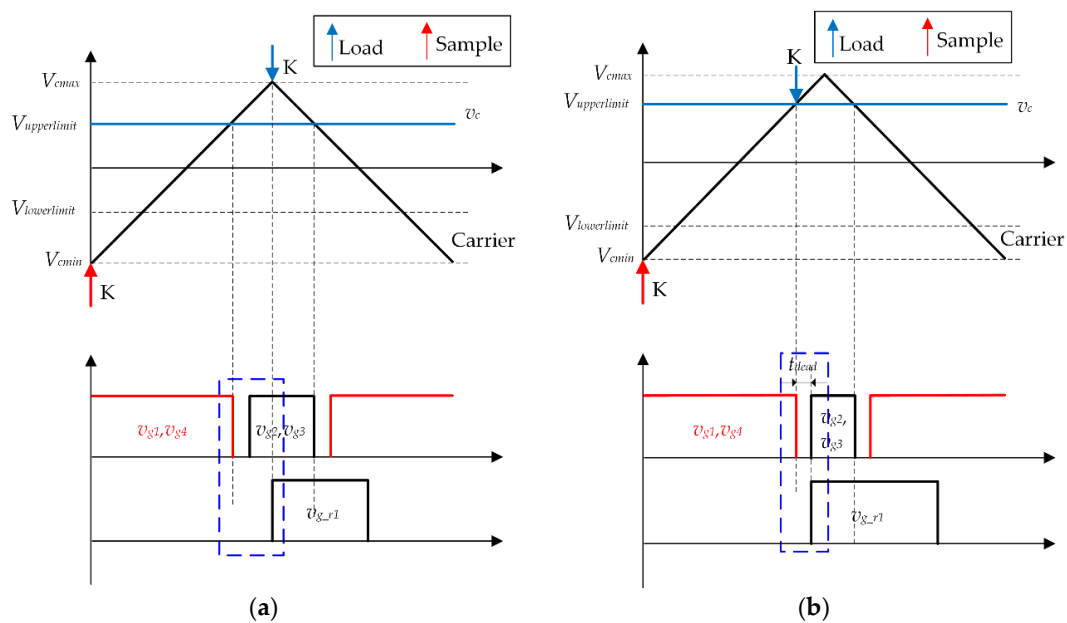 Load Sample
K
Vcmax
Vupperlimit
vc
Vlowerlimit
Carrier
Vcmin
K
vg1,vg4
vg2,vg3
vg_r1
(a)
Load Sample
K
Vcmax
Vupperlimit
vc
Vlowerlimit
Carrier
Vcmin
K
tdead
vg1,vg4
vg2,
vg3
vg_r1
(b)